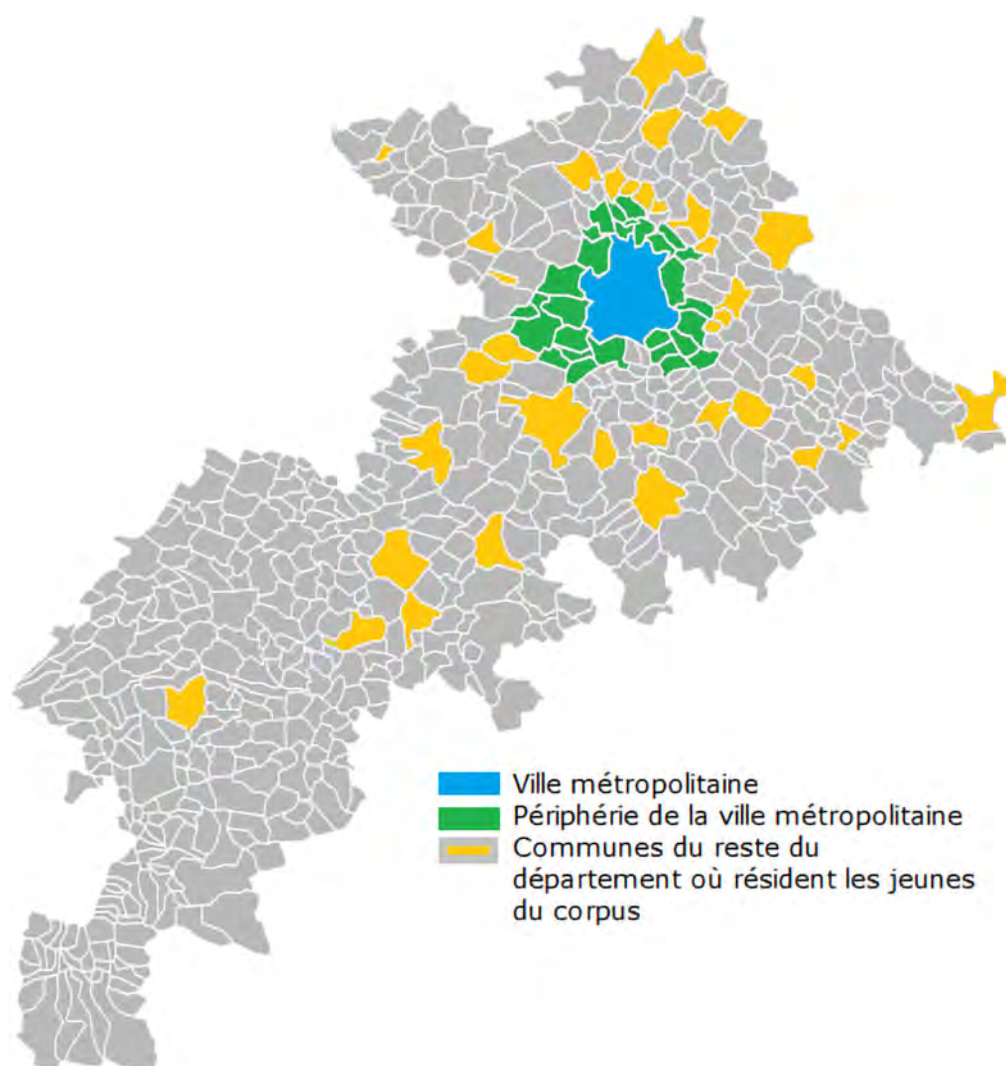 Ville métropolitaine
Périphérie de la ville métropolitaine
Communes du reste du
département où résident les jeunes
du corpus